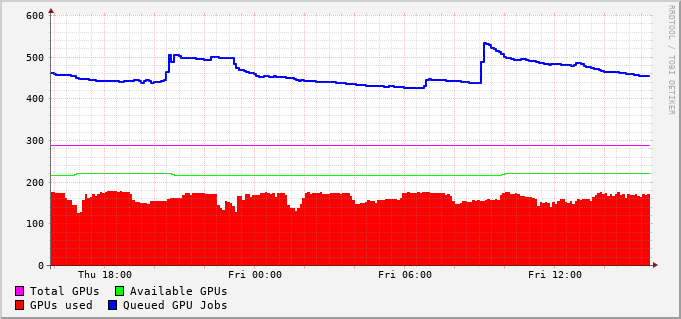 600
500
400
300
200
100
0
Thu 18:00 Fri 00:00 Fri 06:00 Fri 12:00
Total GPUs Available GPUs
GPUs used Queued GPU Jobs
RRDTOOL / TOBI OETIKER